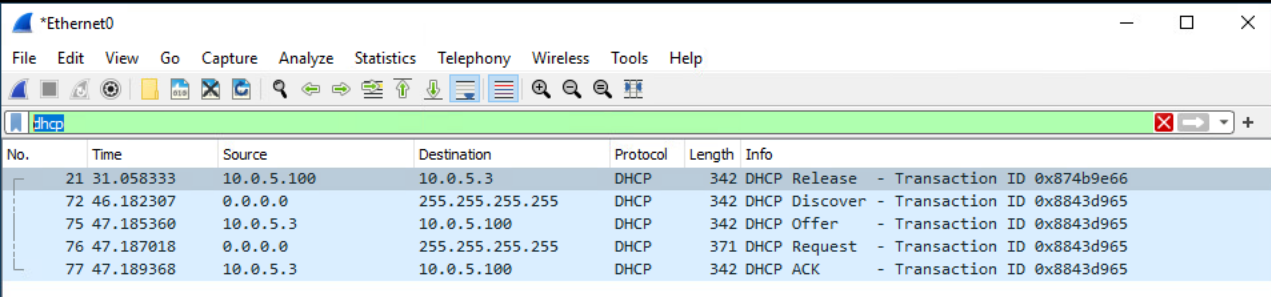 *Ethernet0
File Edit View Go Capture Analyze Statistics Telephony Wireless Tools Help
dhcp
No. Time Source Destination Protocol Length Info
21 31.058333 10.0.5.100 10.0.5.3 DHCP 342 DHCP Release - Transaction ID 0x874b9e66
72 46.182307 0.0.0.0 255.255.255.255 DHCP 342 DHCP Discover - Transaction ID 0x8843d965
75 47.185360 10.0.5.3 10.0.5.100 DHCP 342 DHCP Offer - Transaction ID 0x8843d965
76 47.187018 0.0.0.0 255.255.255.255 DHCP 371 DHCP Request - Transaction ID 0x8843d965
77 47.189368 10.0.5.3 10.0.5.100 DHCP 342 DHCP ACK - Transaction ID 0x8843d965